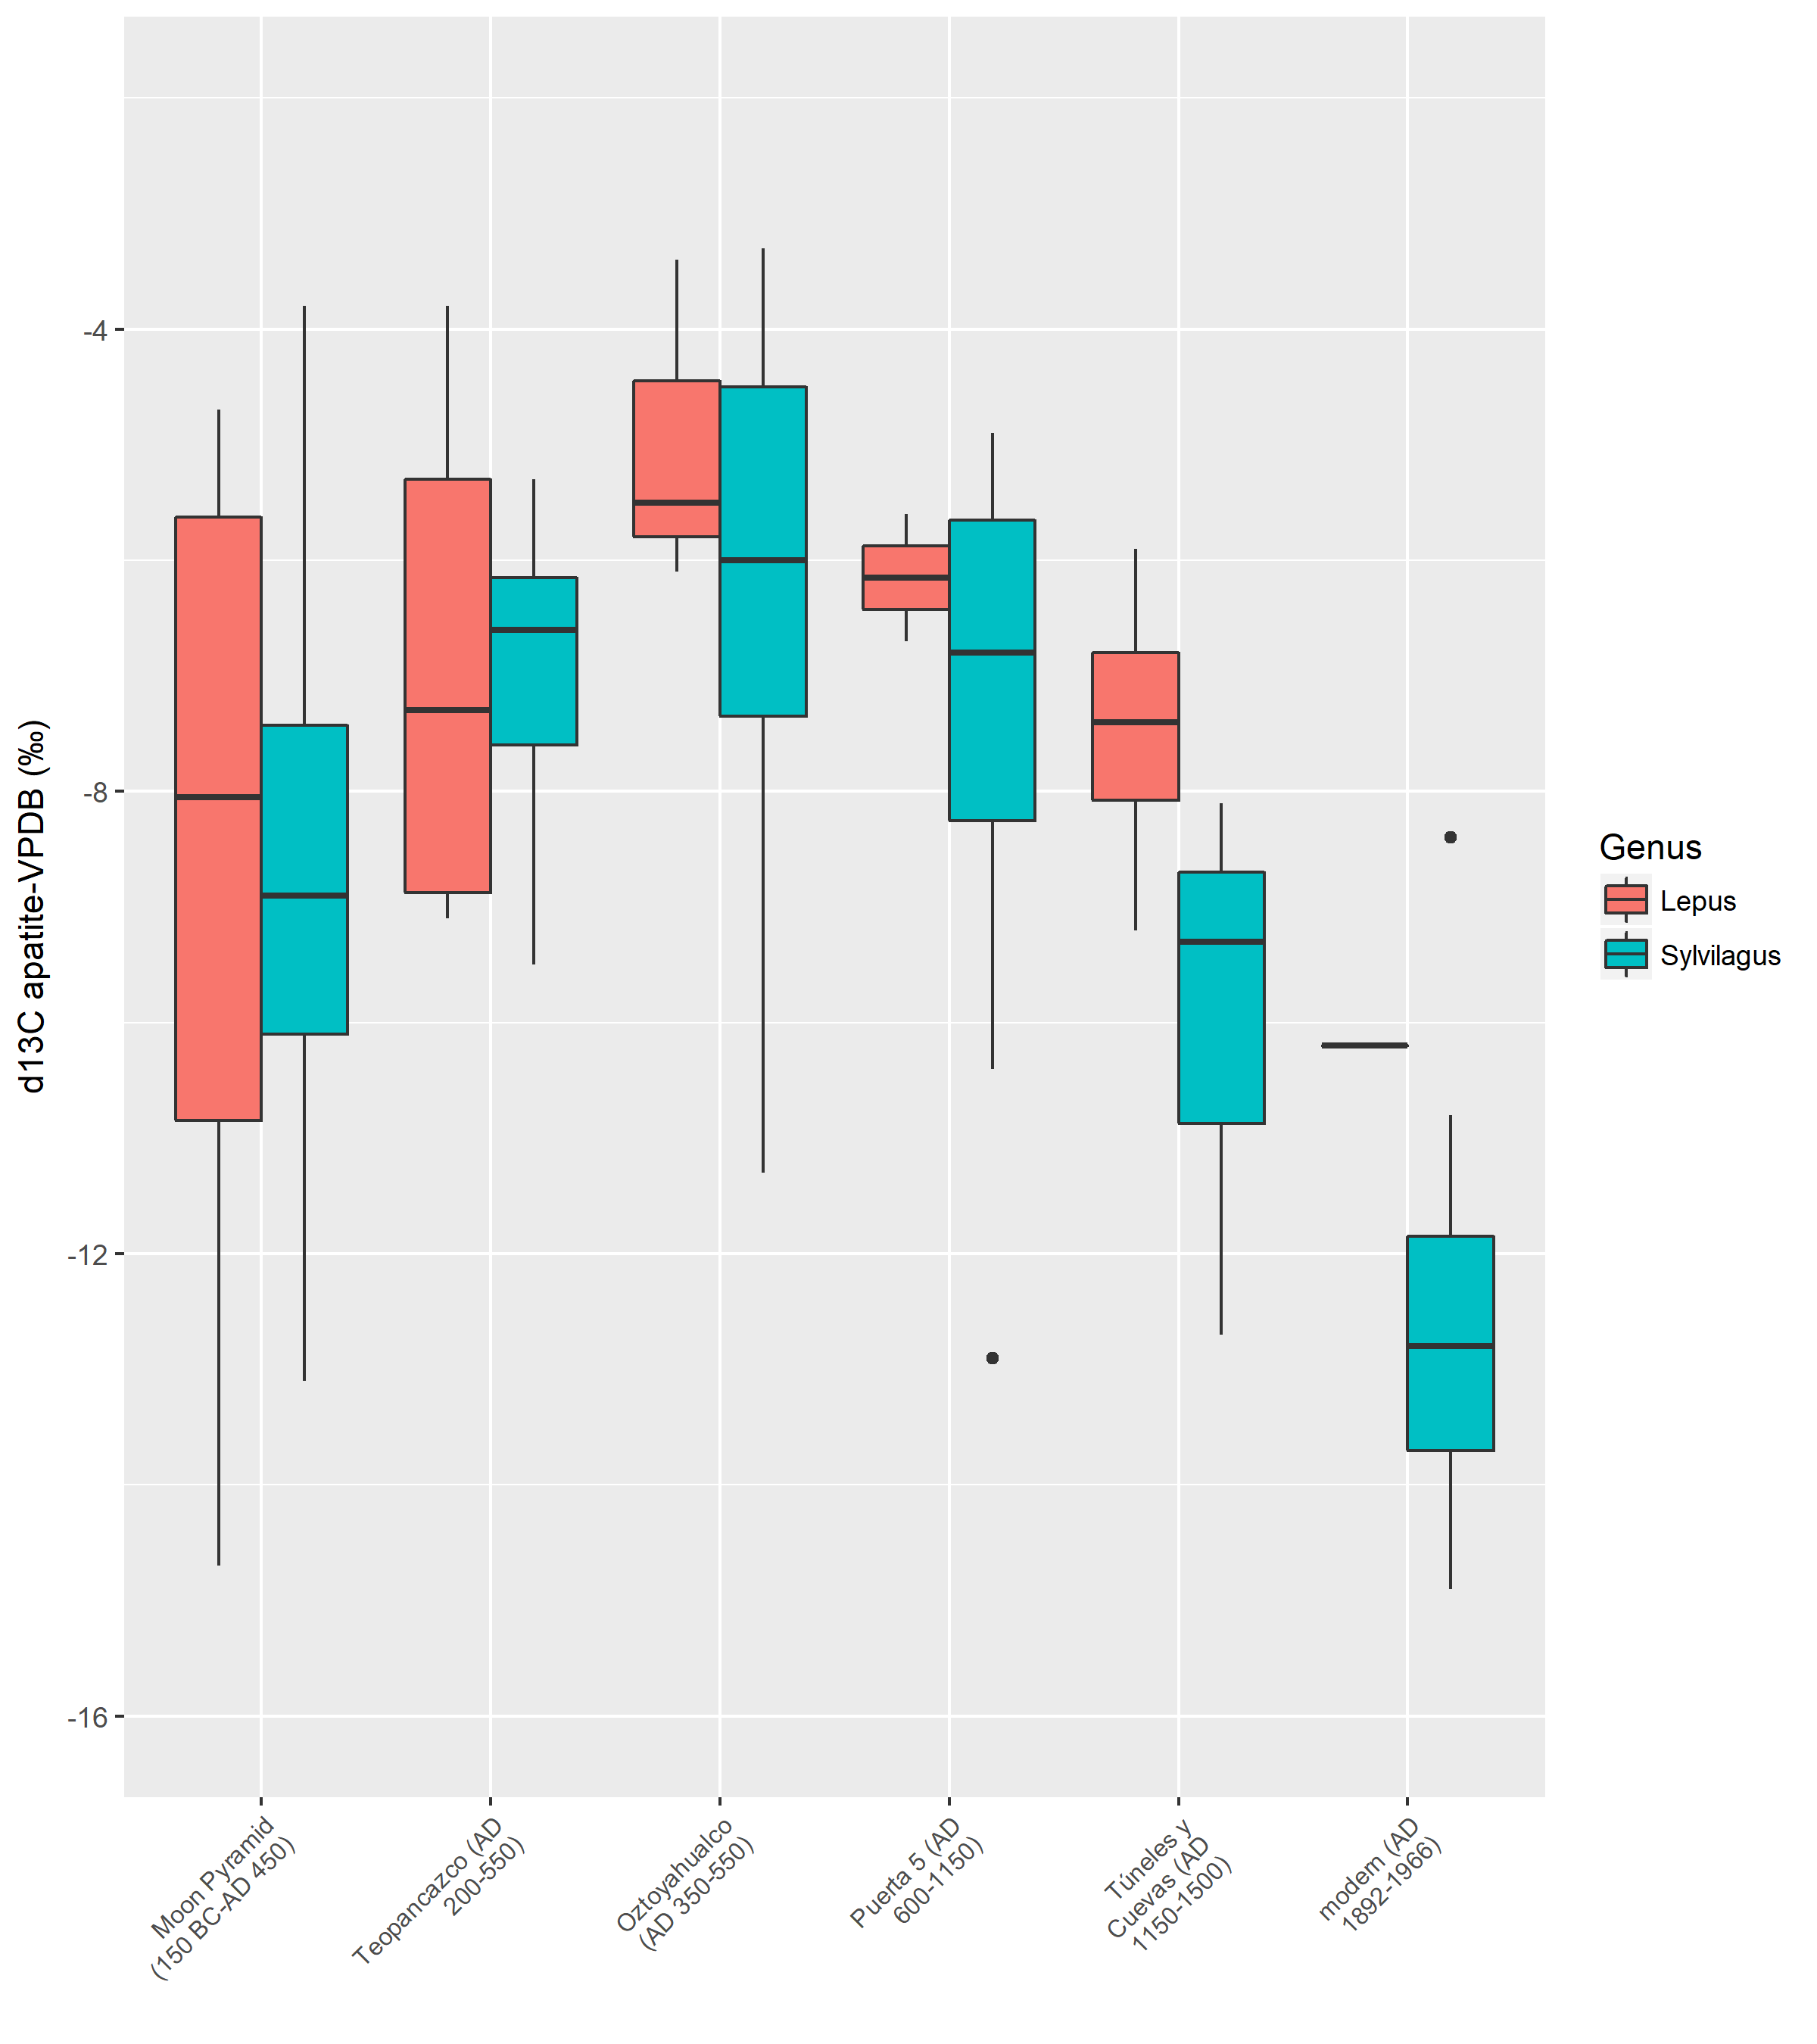 d13C apatite-VPDB (‰)
-4
-8
-12
-16
Moon Pyramid
(150 BC-AD 450)
Teopancazco (AD
200-550)
Oztoyahualco
(AD 350-550)
Puerta 5 (AD
600-1150)
Túneles y
Cuevas (AD
1150-1500)
modern (AD
1892-1966)
Genus
Lepus
Sylvilagus